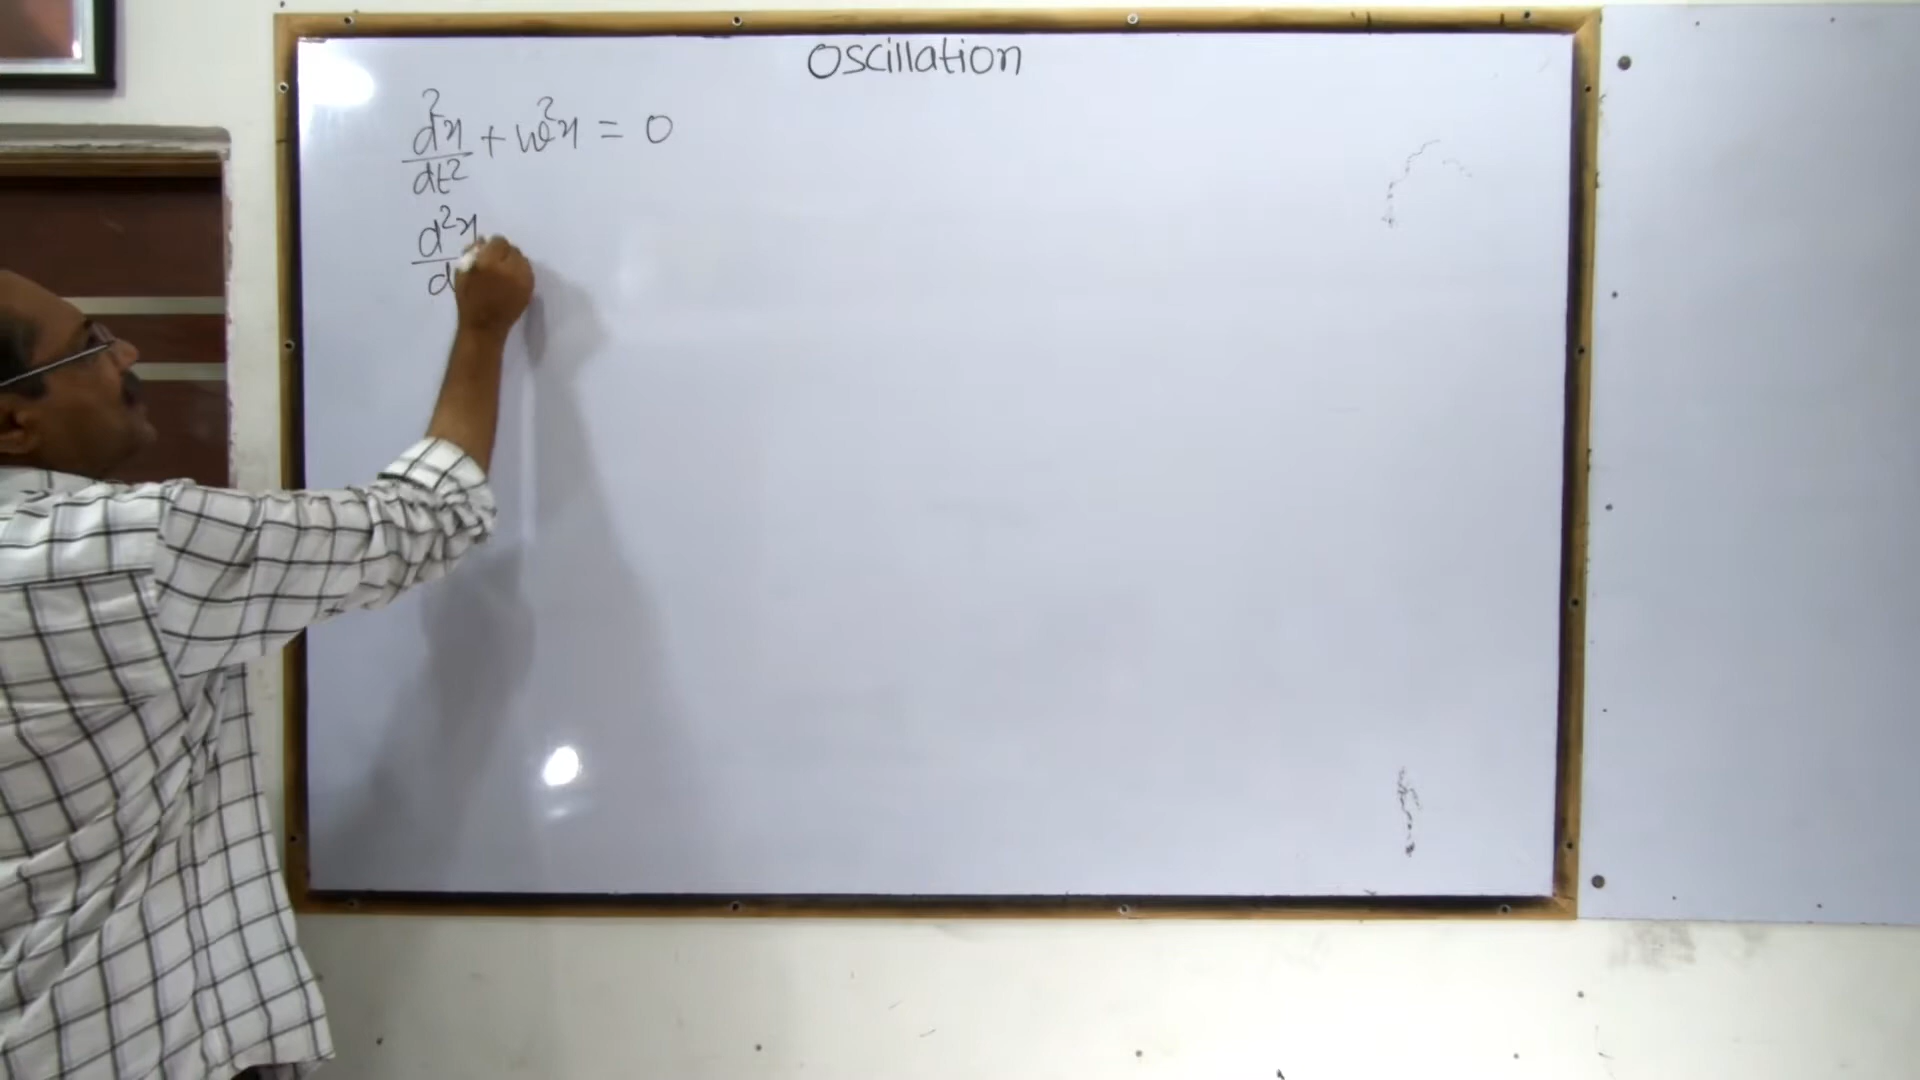 Oscillation
d²x/dt² + ω²x = 0
d²x/d